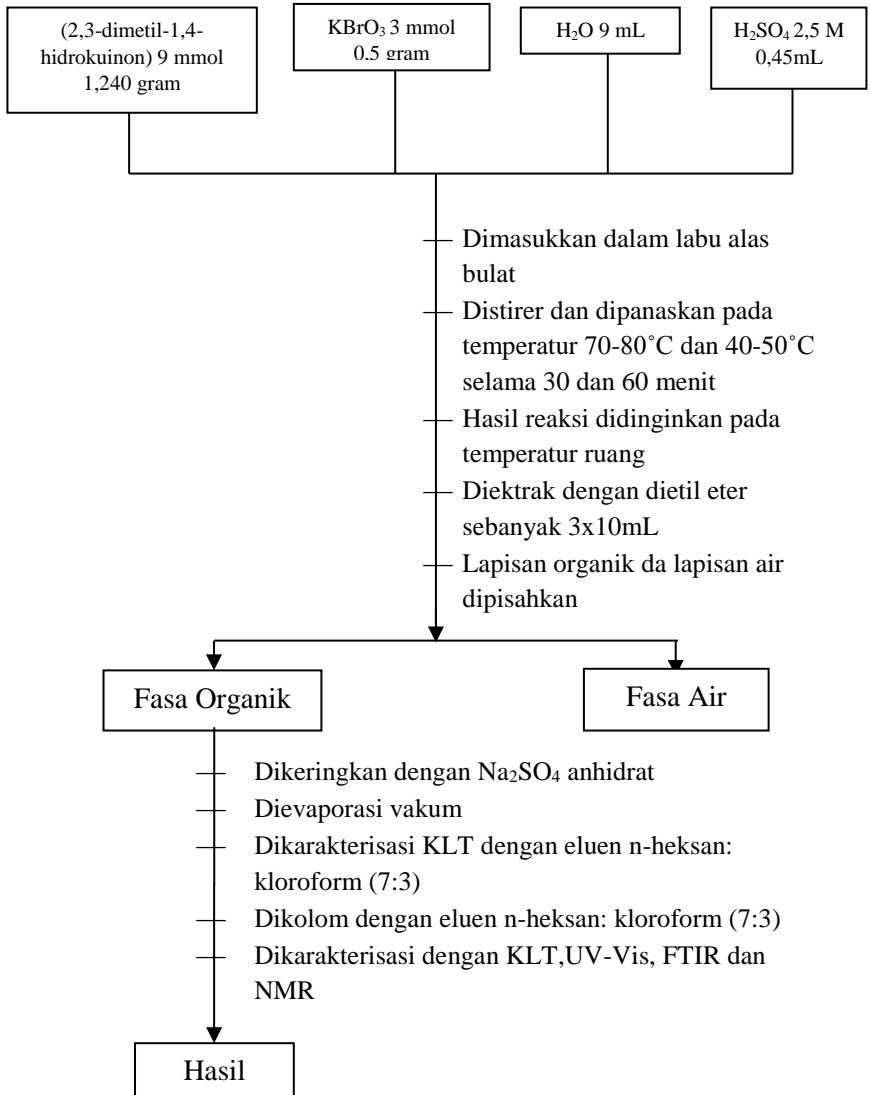 (2,3-dimetil-1,4-
hidrokuinon) 9 mmol
1,240 gram
KBrO₃ 3 mmol
0.5 gram
H₂O 9 mL
H₂SO₄ 2,5 M
0,45mL
Dimasukkan dalam labu alas
bulat
Distirer dan dipanaskan pada
temperatur 70-80˚C dan 40-50˚C
selama 30 dan 60 menit
Hasil reaksi didinginkan pada
temperatur ruang
Diektrak dengan dietil eter
sebanyak 3x10mL
Lapisan organik da lapisan air
dipisahkan
Fasa Organik
Fasa Air
Dikeringkan dengan Na₂SO₄ anhidrat
Dievaporasi vakum
Dikarakterisasi KLT dengan eluen n-heksan:
kloroform (7:3)
Dikolom dengan eluen n-heksan: kloroform (7:3)
Dikarakterisasi dengan KLT,UV-Vis, FTIR dan
NMR
Hasil